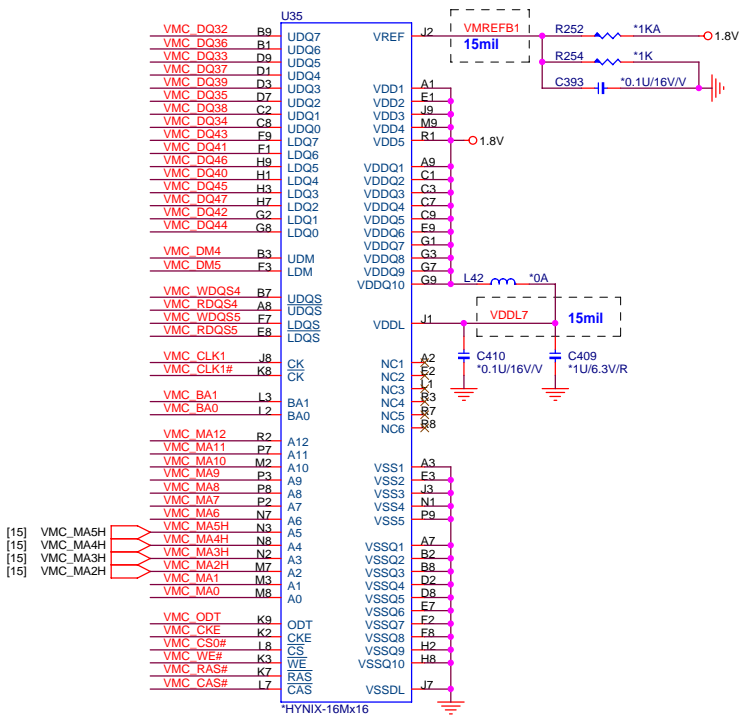 U35
VMC_DQ32 B9 UDQ7
VMC_DQ36 B1 UDQ6
VMC_DQ33 D9 UDQ5
VMC_DQ37 D1 UDQ4
VMC_DQ39 D3 UDQ3
VMC_DQ35 D7 UDQ2
VMC_DQ38 C2 UDQ1
VMC_DQ34 C8 UDQ0
VMC_DQ43 F9 LDQ7
VMC_DQ41 F1 LDQ6
VMC_DQ46 H9 LDQ5
VMC_DQ40 H1 LDQ4
VMC_DQ45 H3 LDQ3
VMC_DQ47 H7 LDQ2
VMC_DQ42 G2 LDQ1
VMC_DQ44 G8 LDQ0
VMC_DM4 B3 UDM
VMC_DM5 F3 LDM
VMC_WDQS4 B7 UDQS
VMC_RDQS4 A8 UDQS
VMC_WDQS5 F7 LDQS
VMC_RDQS5 E8 LDQS
VMC_CLK1 J8 CK
VMC_CLK1# K8 CK
VMC_BA1 L3 BA1
VMC_BA0 L2 BA0
VMC_MA12 R2 A12
VMC_MA11 P7 A11
VMC_MA10 M2 A10
VMC_MA9 P3 A9
VMC_MA8 P8 A8
VMC_MA7 P2 A7
VMC_MA6 N7 A6
[15] VMC_MA5H VMC_MA5H N3 A5
[15] VMC_MA4H VMC_MA4H N8 A4
[15] VMC_MA3H VMC_MA3H N2 A3
[15] VMC_MA2H VMC_MA2H M7 A2
VMC_MA1 M3 A1
VMC_MA0 M8 A0
VMC_ODT K9 ODT
VMC_CKE K2 CKE
VMC_CS0# L8 CS
VMC_WE# K3 WE
VMC_RAS# K7 RAS
VMC_CAS# L7 CAS
*HYNIX-16Mx16
VREF J2 VMREFB1
15mil
R252 *1KA
1.8V
R254 *1K
C393 *0.1U/16V/V
VDD1 A1
VDD2 E1
VDD3 J9
VDD4 M9
VDD5 R1
1.8V
VDDQ1 A9
VDDQ2 C1
VDDQ3 C3
VDDQ4 C7
VDDQ5 C9
VDDQ6 E9
VDDQ7 G1
VDDQ8 G3
VDDQ9 G7
VDDQ10 G9
L42 *0A
VDDL J1
VDDL7 15mil
C410
*0.1U/16V/V
C409
*1U/6.3V/R
NC1 A2
NC2 E2
NC3 L1
NC4 R3
NC5 R7
NC6 R8
VSS1 A3
VSS2 E3
VSS3 J3
VSS4 N1
VSS5 P9
VSSQ1 A7
VSSQ2 B2
VSSQ3 B8
VSSQ4 D2
VSSQ5 D8
VSSQ6 E7
VSSQ7 F2
VSSQ8 F8
VSSQ9 H2
VSSQ10 H8
VSSDL J7